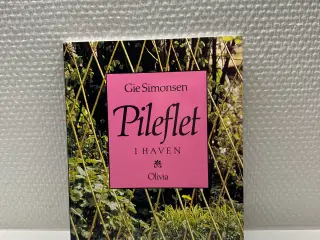 Gie Simonsen
Pileflet
I HAVEN
Olivia